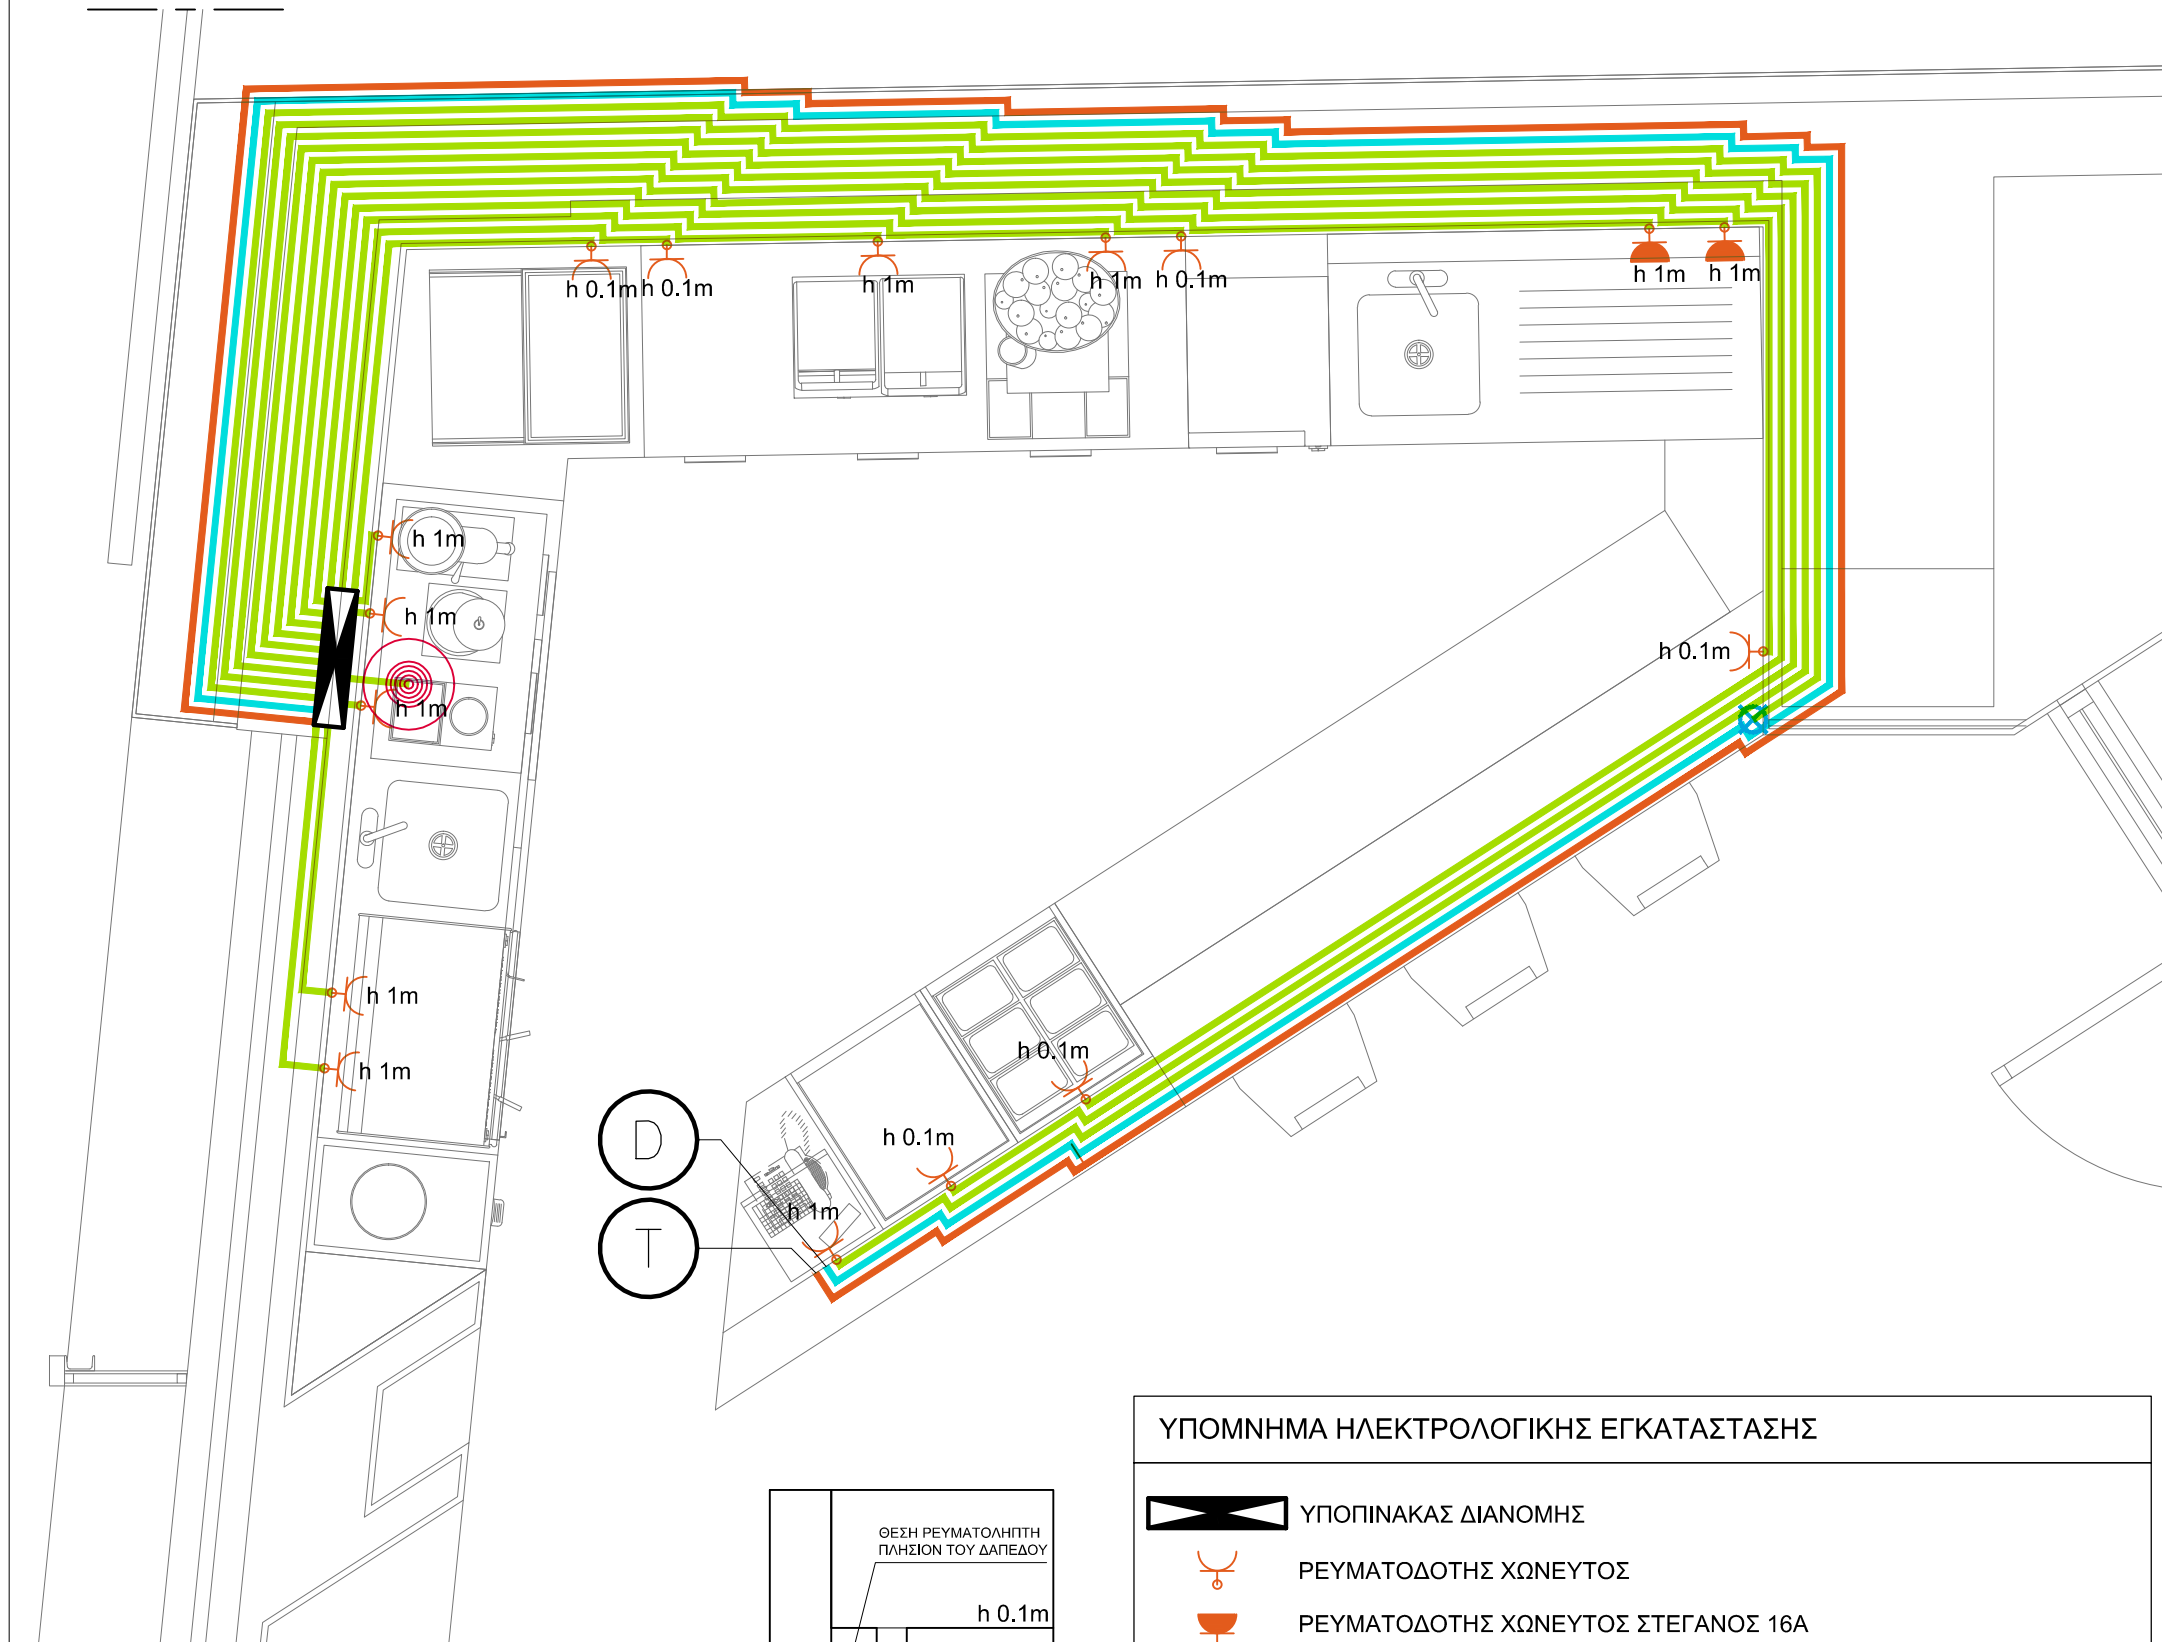 h 0.1m
h 0.1m
h 1m
h 1m
h 0.1m
h 1m
h 1m
h 1m
h 1m
h 1m
h 0.1m
h 1m
h 1m
h 0.1m
h 0.1m
h 1m
D
T
ΥΠΟΜΝΗΜΑ ΗΛΕΚΤΡΟΛΟΓΙΚΗΣ ΕΓΚΑΤΑΣΤΑΣΗΣ
ΥΠΟΠΙΝΑΚΑΣ ΔΙΑΝΟΜΗΣ
ΡΕΥΜΑΤΟΔΟΤΗΣ ΧΩΝΕΥΤΟΣ
ΡΕΥΜΑΤΟΔΟΤΗΣ ΧΩΝΕΥΤΟΣ ΣΤΕΓΑΝΟΣ 16Α
ΘΕΣΗ ΡΕΥΜΑΤΟΛΗΠΤΗ
ΠΛΗΣΙΟΝ ΤΟΥ ΔΑΠΕΔΟΥ
h 0.1m